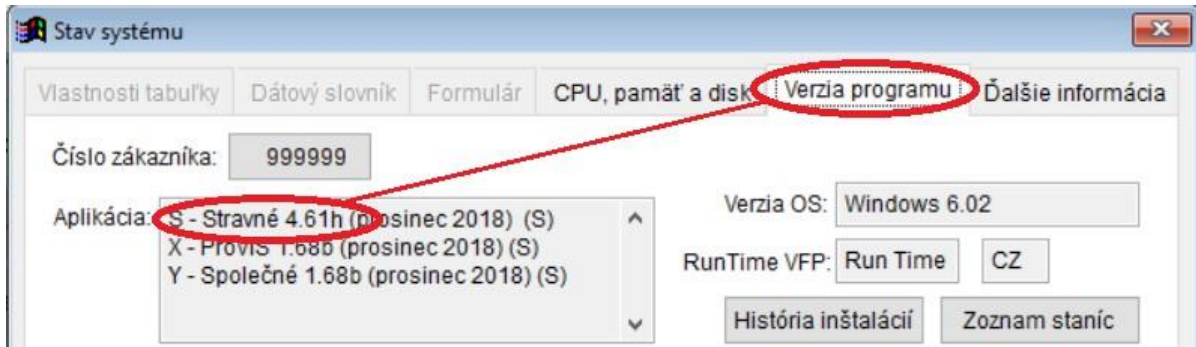 Stav systému
Vlastnosti tabuľky Dátový slovník Formulár CPU, pamäť a disk Verzia programu Ďalšie informácia
Číslo zákazníka: 999999
Aplikácia: S - Stravné 4.61h (prosinec 2018) (S)
X - ProVIS 1.68b (prosinec 2018) (S)
Y - Společné 1.68b (prosinec 2018) (S)
Verzia OS: Windows 6.02
RunTime VFP: Run Time CZ
História inštalácií Zoznam staníc